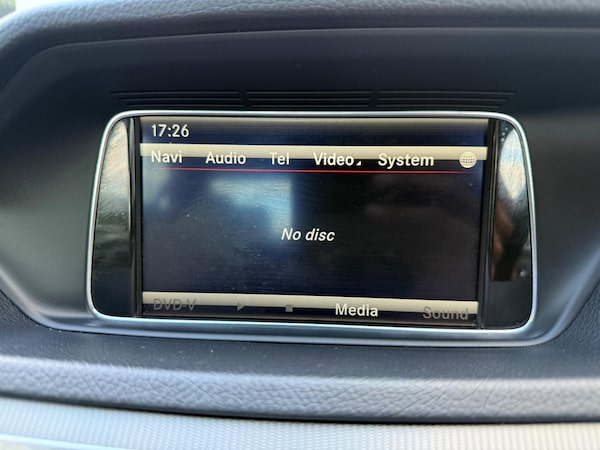 17:26
Navi Audio Tel Video System
No disc
DVD-V Media Sound